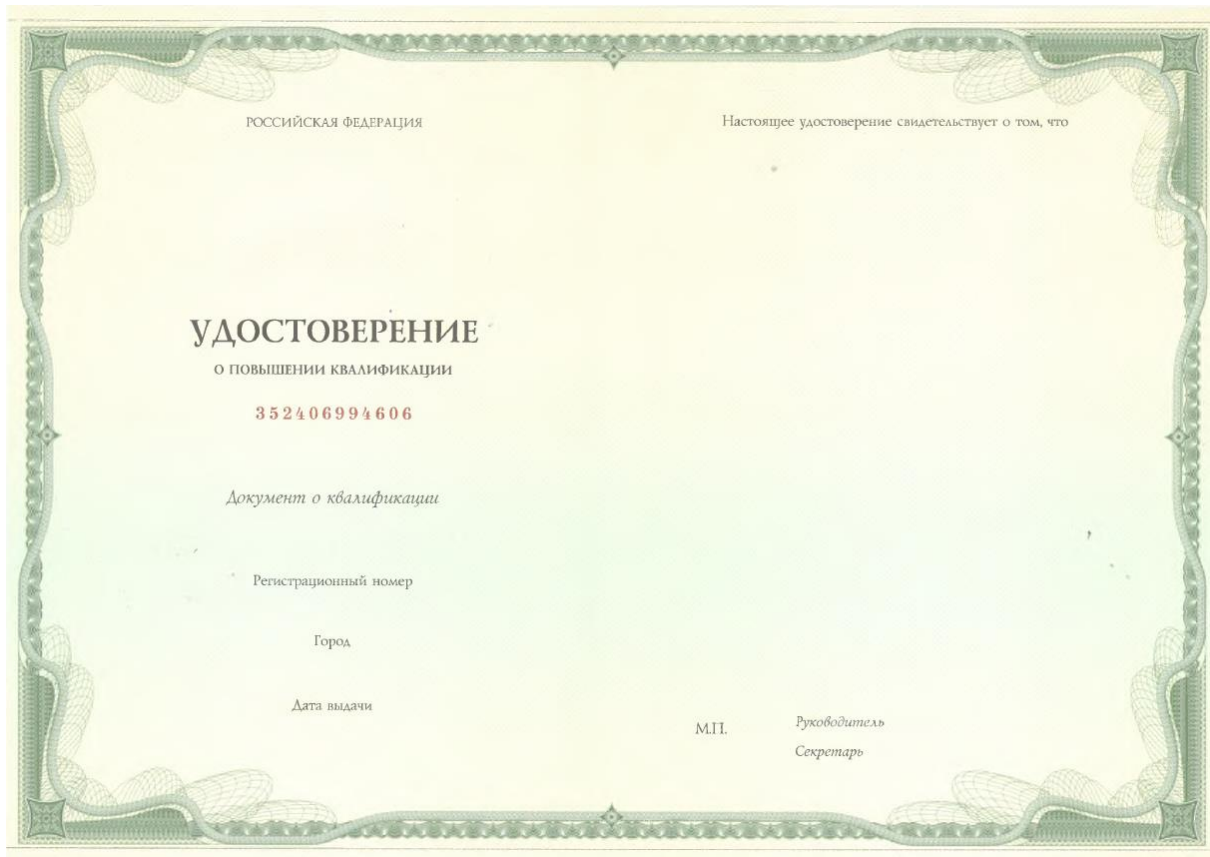 РОССИЙСКАЯ ФЕДЕРАЦИЯ
УДОСТОВЕРЕНИЕ
О ПОВЫШЕНИИ КВАЛИФИКАЦИИ
352406994606
Документ о квалификации
Регистрационный номер
Город
Дата выдачи
Настоящее удостоверение свидетельствует о том, что
М.П.
Руководитель
Секретарь